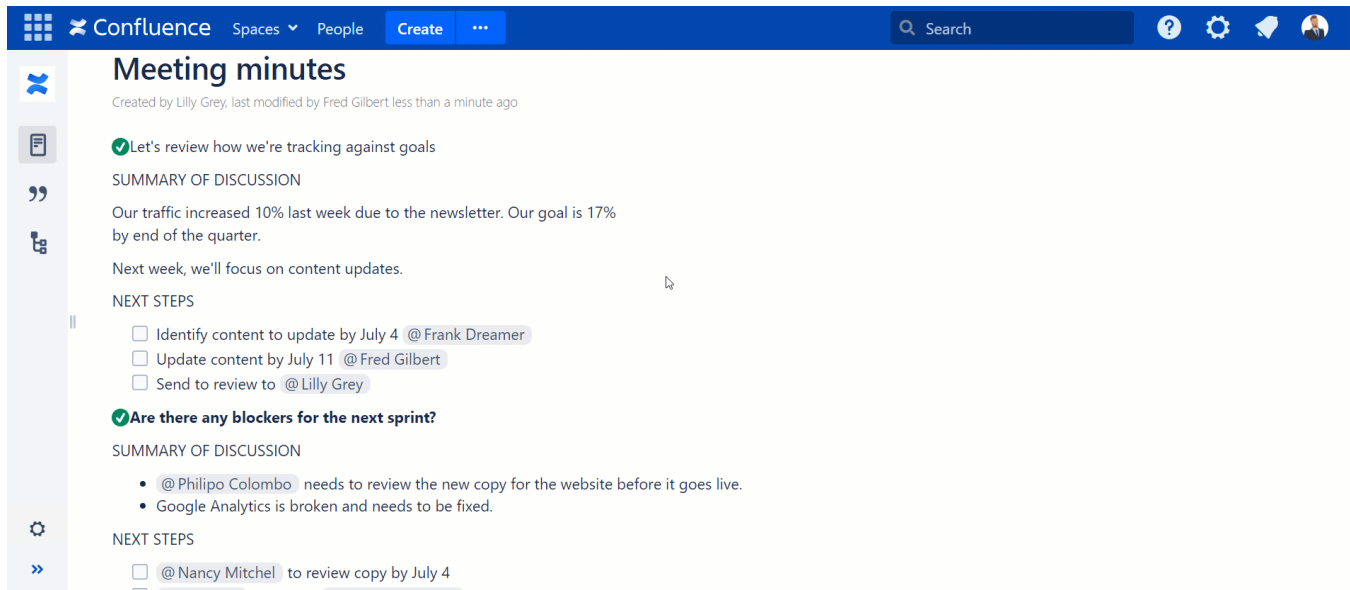 Confluence Spaces People Create ... Search
Meeting minutes
Created by Lilly Grey, last modified by Fred Gilbert less than a minute ago
Let's review how we're tracking against goals
SUMMARY OF DISCUSSION
Our traffic increased 10% last week due to the newsletter. Our goal is 17%
by end of the quarter.
Next week, we'll focus on content updates.
NEXT STEPS
Identify content to update by July 4 @Frank Dreamer
Update content by July 11 @Fred Gilbert
Send to review to @Lilly Grey
Are there any blockers for the next sprint?
SUMMARY OF DISCUSSION
• @Philipo Colombo needs to review the new copy for the website before it goes live.
• Google Analytics is broken and needs to be fixed.
NEXT STEPS
@Nancy Mitchel to review copy by July 4